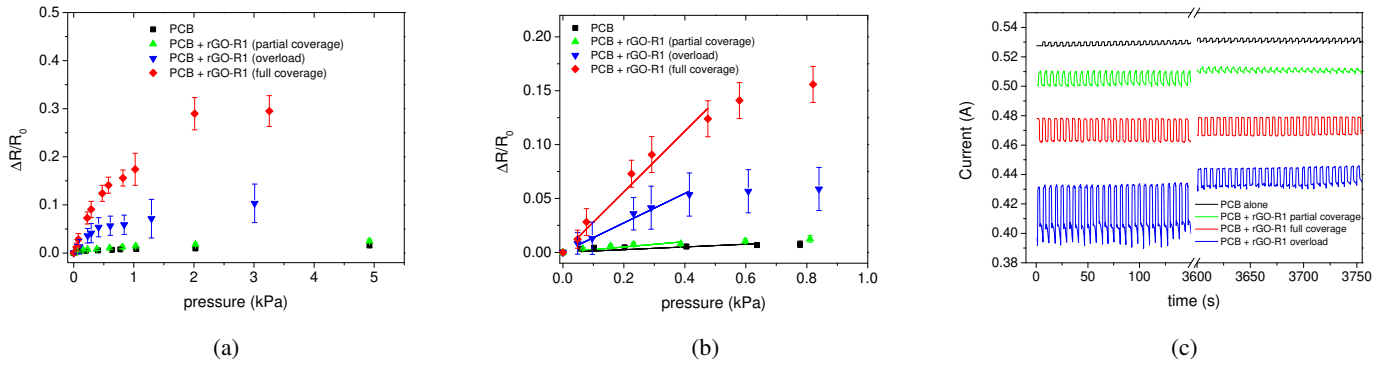 PCB
PCB + rGO-R1 (partial coverage)
PCB + rGO-R1 (overload)
PCB + rGO-R1 (full coverage)
ΔR/R0
0.5
0.4
0.3
0.2
0.1
0.0
0 1 2 3 4 5
pressure (kPa)
(a)
PCB
PCB + rGO-R1 (partial coverage)
PCB + rGO-R1 (overload)
PCB + rGO-R1 (full coverage)
ΔR/R0
0.20
0.15
0.10
0.05
0.00
0.0 0.2 0.4 0.6 0.8 1.0
pressure (kPa)
(b)
Current (A)
0.54
0.52
0.50
0.48
0.46
0.44
0.42
0.40
0.38
PCB alone
PCB + rGO-R1 partial coverage
PCB + rGO-R1 full coverage
PCB + rGO-R1 overload
0 50 100 3600 3650 3700 3750
time (s)
(c)